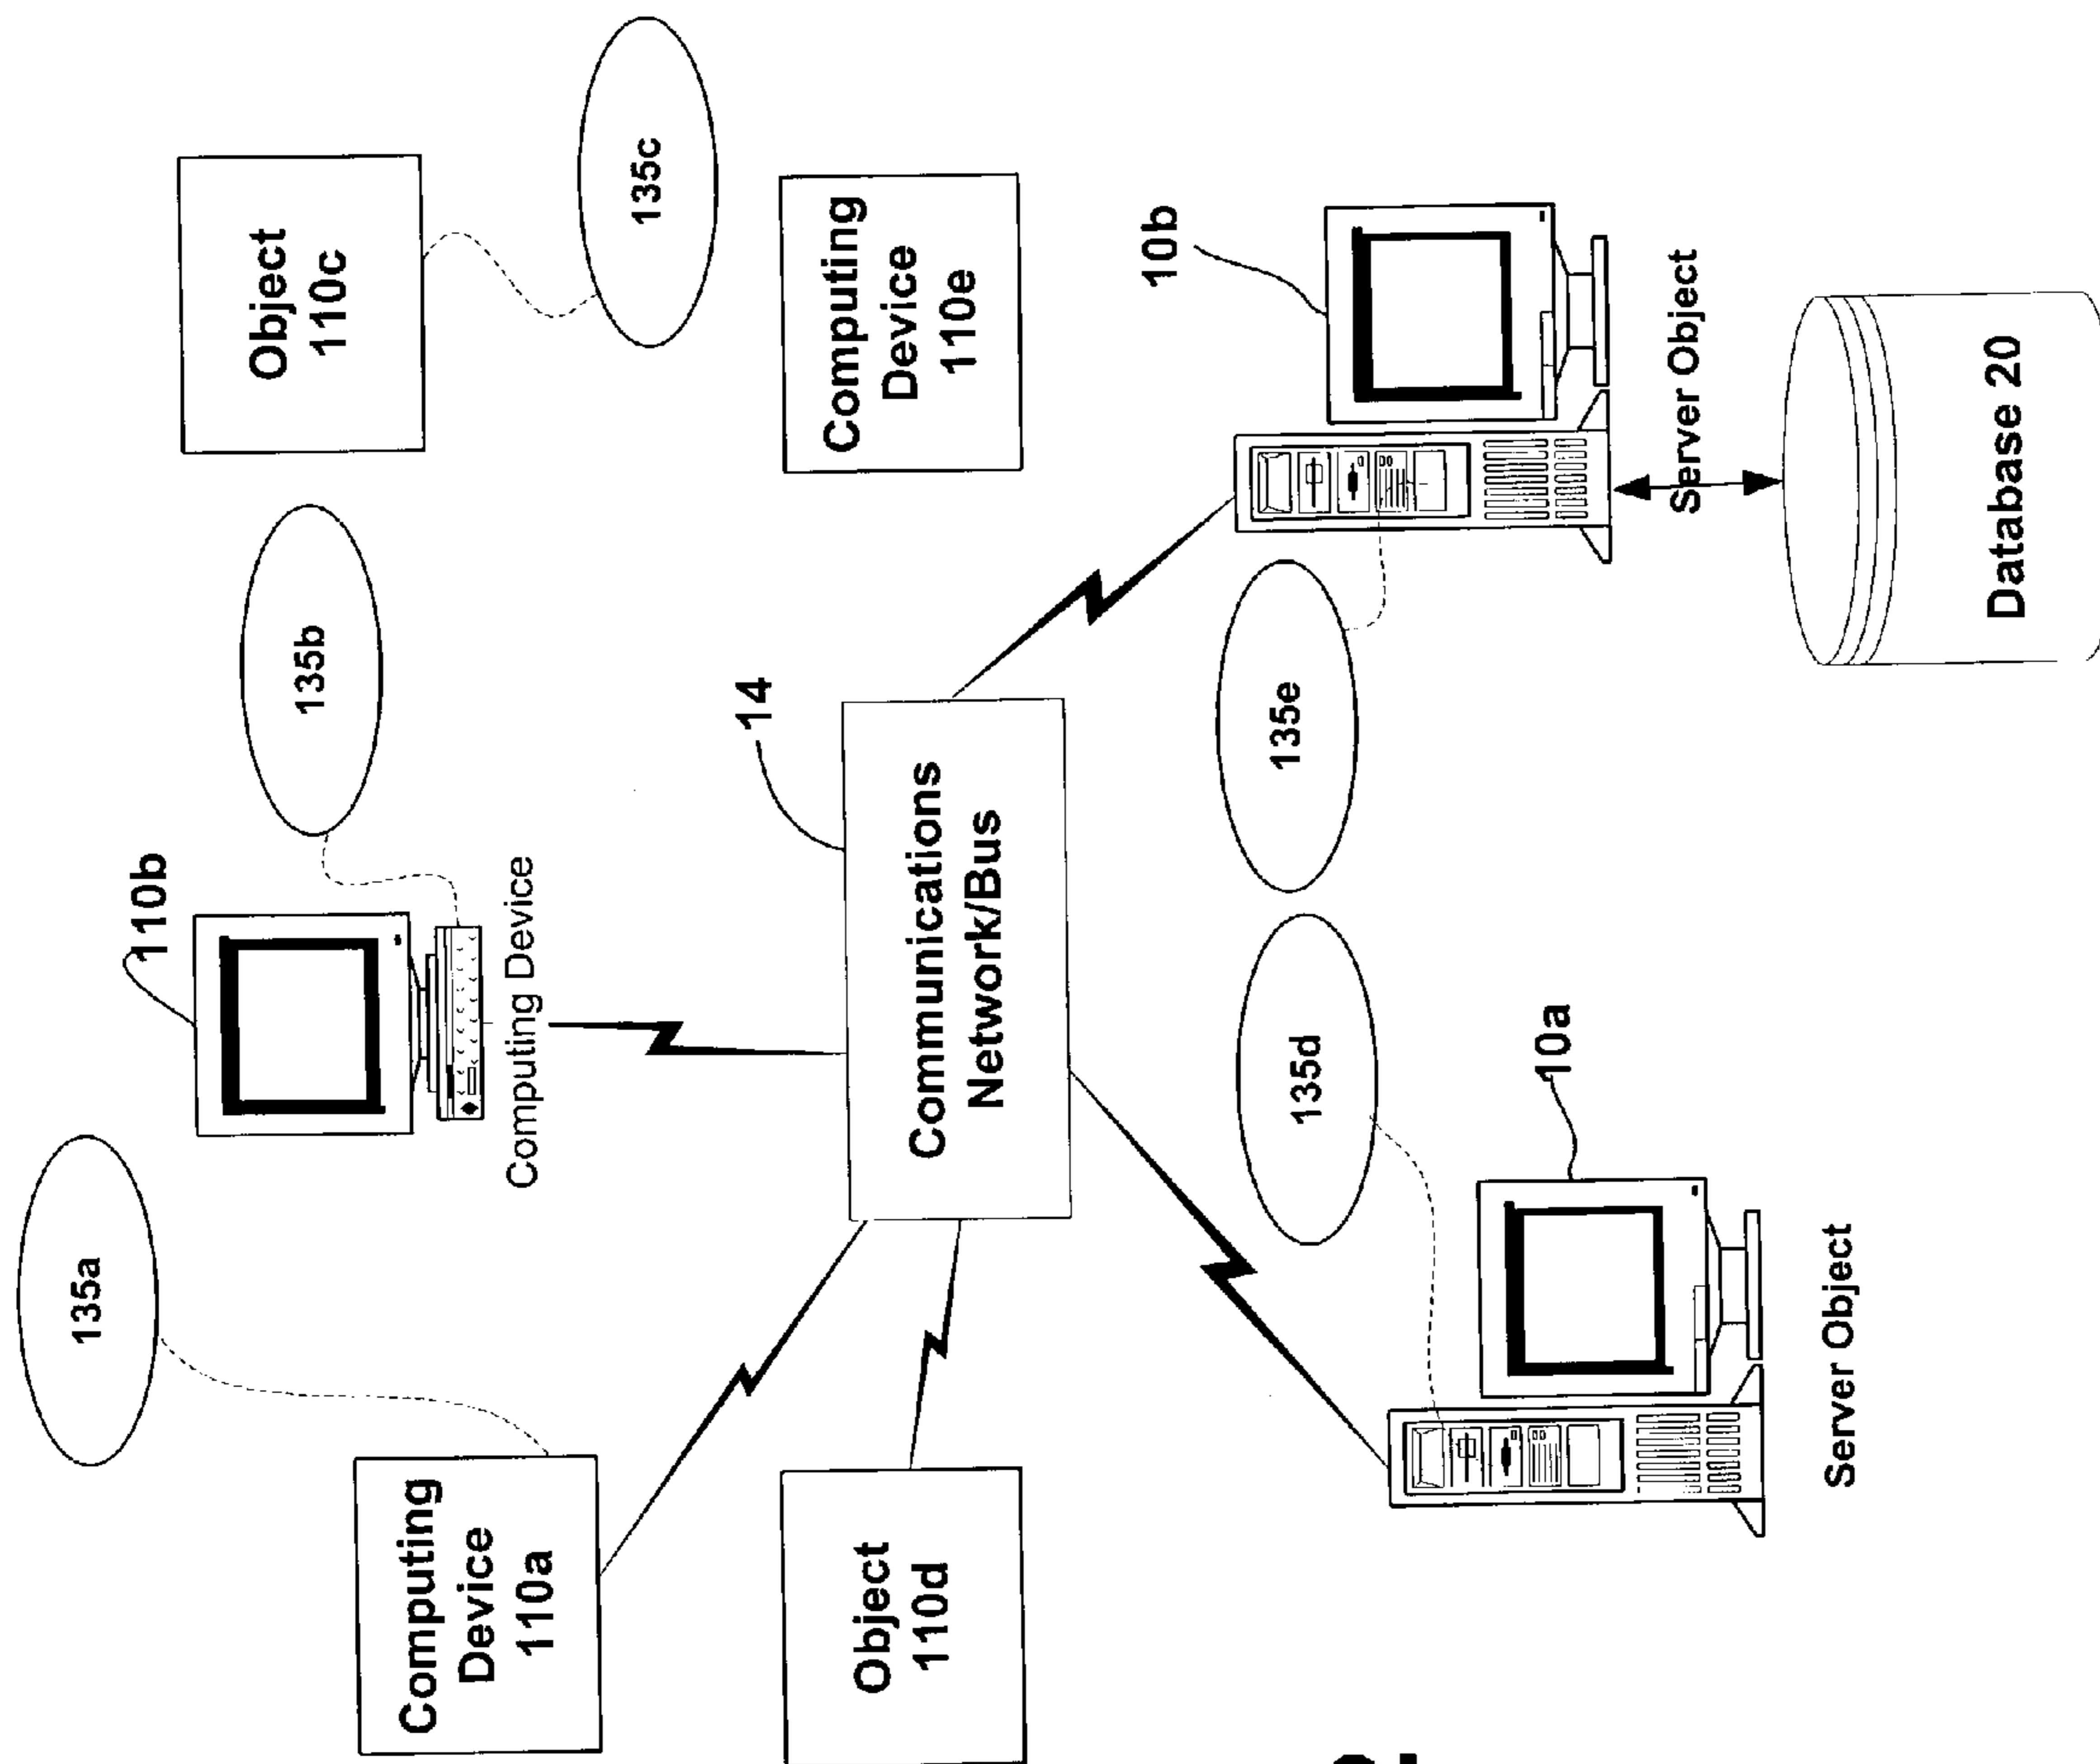 135a
110b
135b
Object
110c
Computing
Device
110a
Computing Device
135c
14
Computing
Device
110e
Object
110d
Communications
Network/Bus
10b
135d
135e
10a
Server Object
Server Object
Database 20